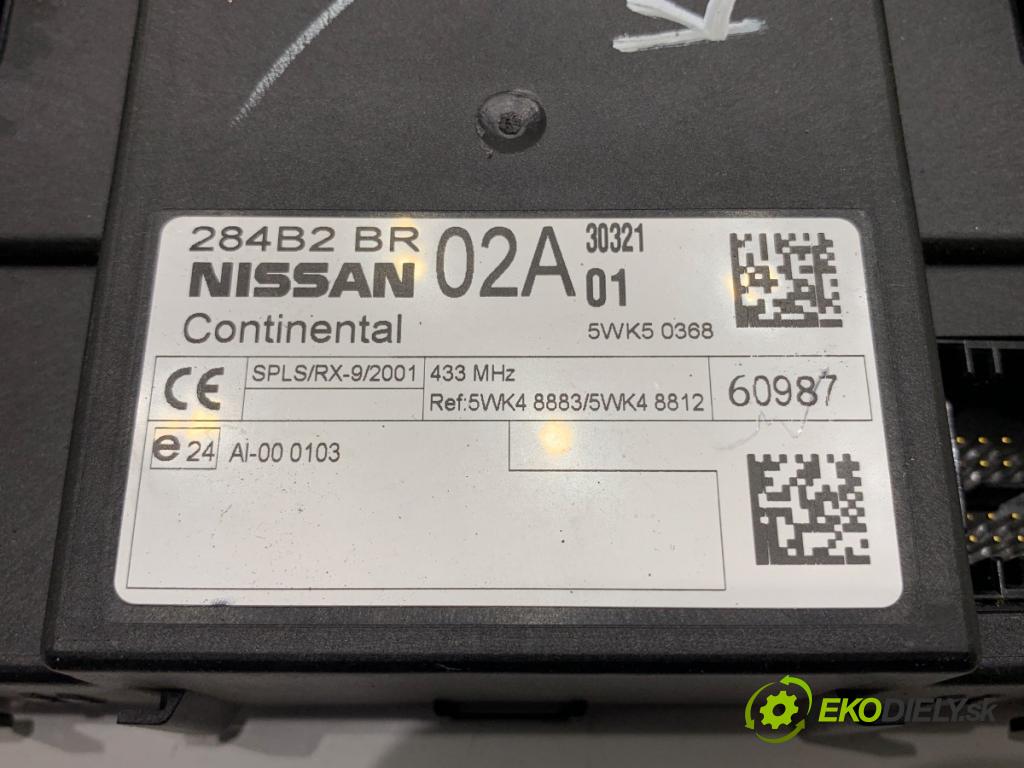 K
284B2 BR 02A 30321
NISSAN 01
Continental 5WK5 0368
CE SPLS/RX-9/2001 433 MHz 60987
Ref:5WK4 8883/5WK4 8812
e24 AI-00 0103
EKODIELY.sk